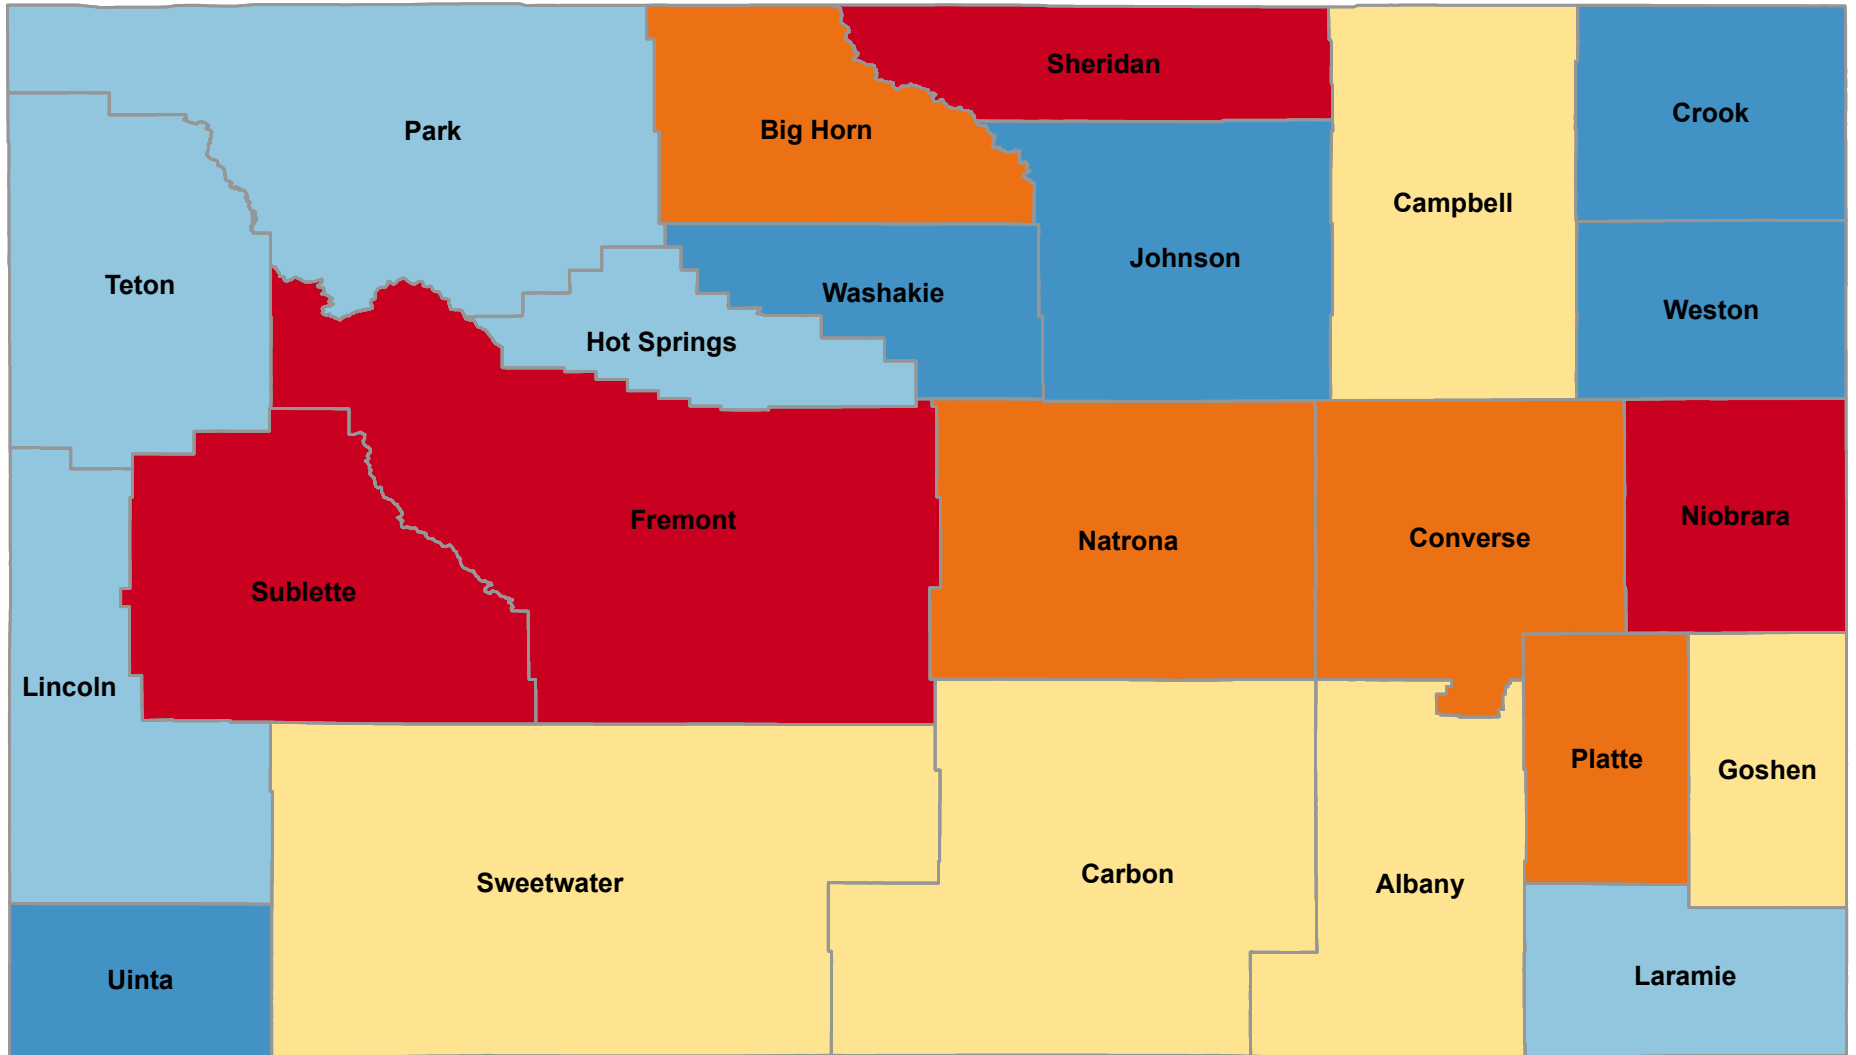 Sheridan
Crook
Park
Big Horn
Campbell
Johnson
Teton
Washakie
Weston
Hot Springs
Niobrara
Fremont
Natrona
Converse
Sublette
Lincoln
Platte
Goshen
Sweetwater
Carbon
Albany
Uinta
Laramie